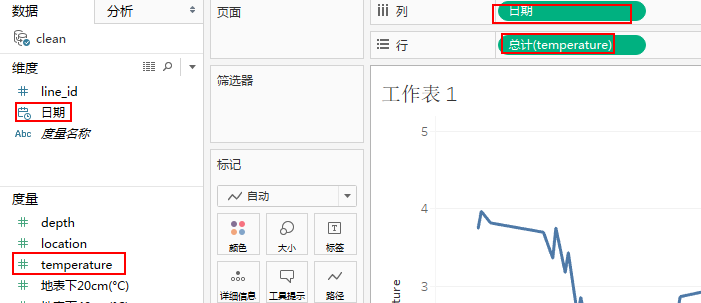 数据
分析
clean
维度
line_id
日期
Abc 度量名称
度量
depth
location
temperature
地表下20cm(°C)
页面
筛选器
标记
自动
颜色
大小
标签
详细信息
工具提示
路径
列
日期
行
总计(temperature)
工作表 1
5
4
3